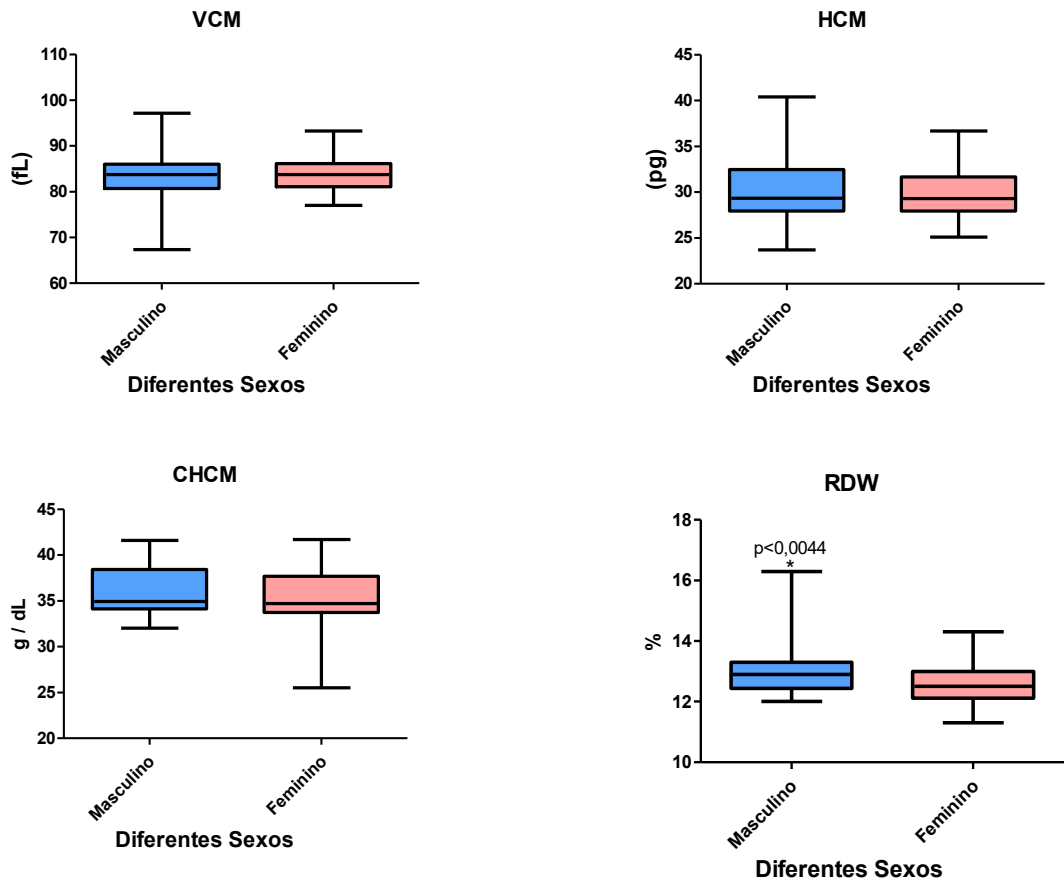 VCM
110
100
90
80
70
60
(fL)
Masculino
Feminino
Diferentes Sexos
HCM
45
40
35
30
25
20
(pg)
Masculino
Feminino
Diferentes Sexos
CHCM
45
40
35
30
25
20
g / dL
Masculino
Feminino
Diferentes Sexos
RDW
18
16
14
12
10
%
p<0,0044
*
Masculino
Feminino
Diferentes Sexos